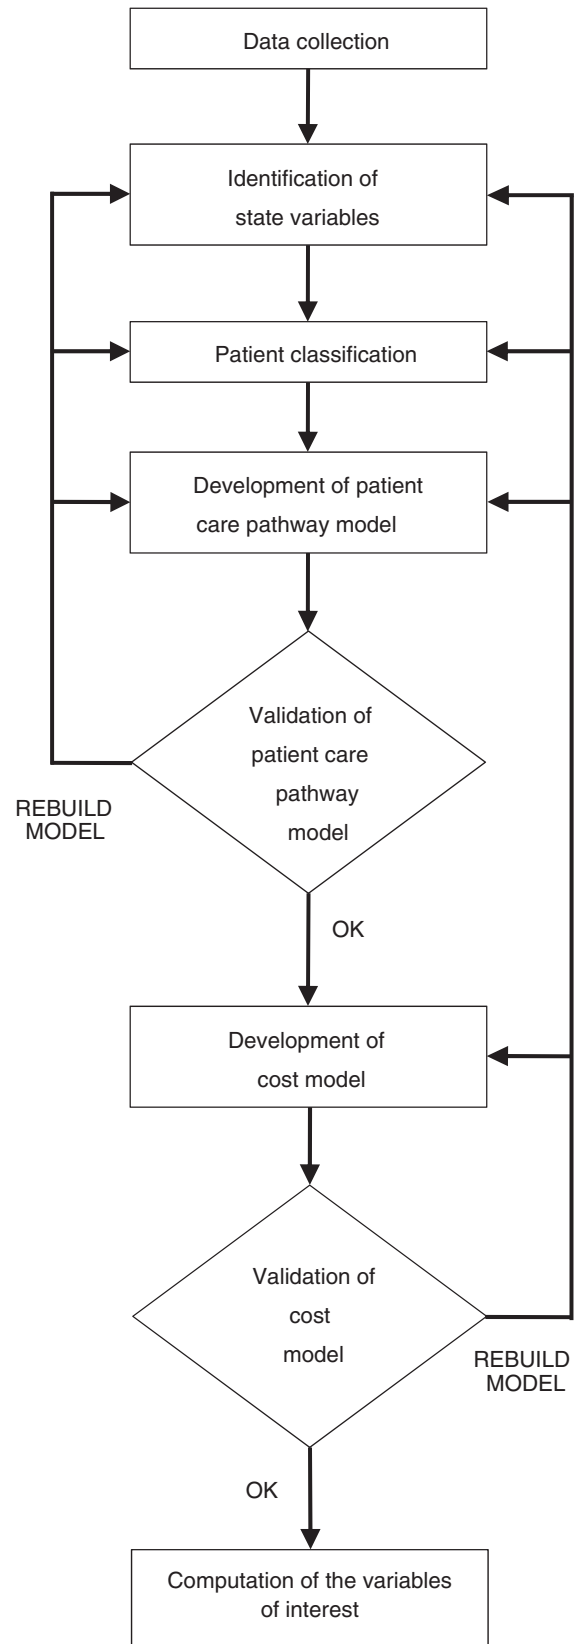 Data collection
Identification of
state variables
Patient classification
Development of patient
care pathway model
Validation of
patient care
pathway
model
REBUILD
MODEL
OK
Development of
cost model
Validation of
cost
model
REBUILD
MODEL
OK
Computation of the variables
of interest